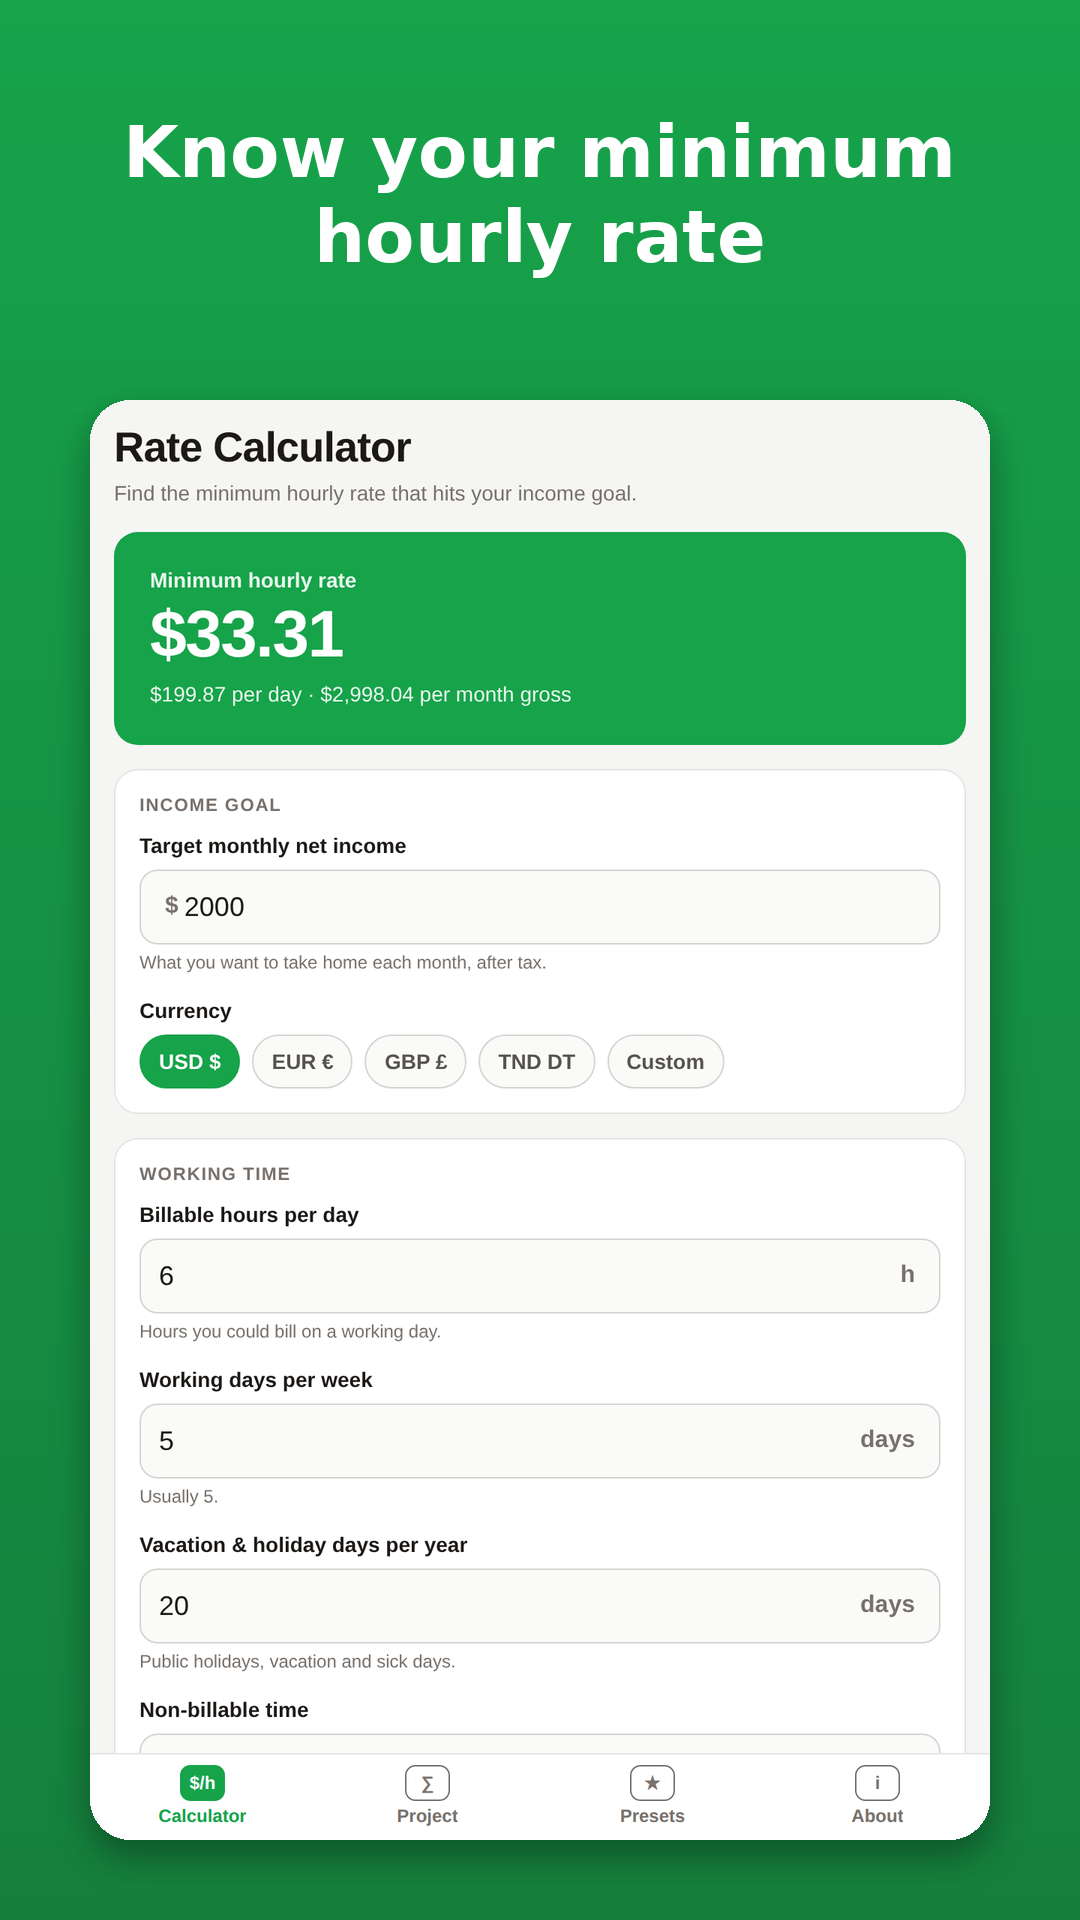 Know your minimum
hourly rate
Rate Calculator
Find the minimum hourly rate that hits your income goal.
Minimum hourly rate
$33.31
$199.87 per day · $2,998.04 per month gross
INCOME GOAL
Target monthly net income
$ 2000
What you want to take home each month, after tax.
Currency
USD $ EUR € GBP £ TND DT Custom
WORKING TIME
Billable hours per day
6 h
Hours you could bill on a working day.
Working days per week
5 days
Usually 5.
Vacation & holiday days per year
20 days
Public holidays, vacation and sick days.
Non-billable time
$/h ∑ ★ i
Calculator Project Presets About